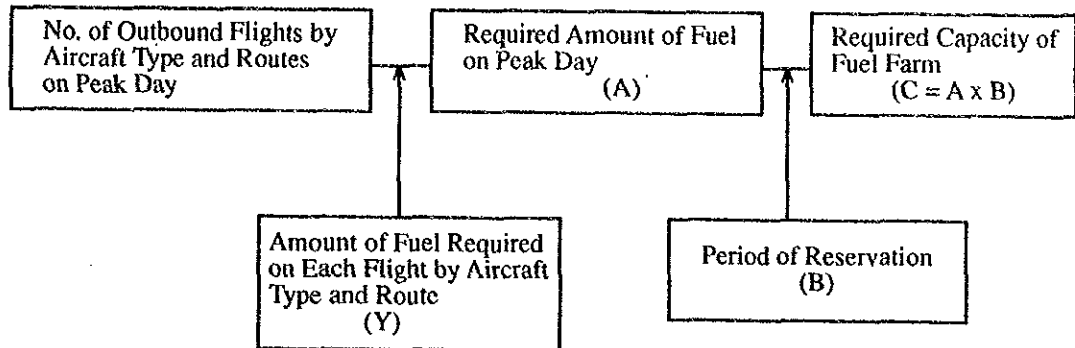 No. of Outbound Flights by
Aircraft Type and Routes
on Peak Day
Required Amount of Fuel
on Peak Day
(A)
Required Capacity of
Fuel Farm
(C = A x B)
Amount of Fuel Required
on Each Flight by Aircraft
Type and Route
(Y)
Period of Reservation
(B)